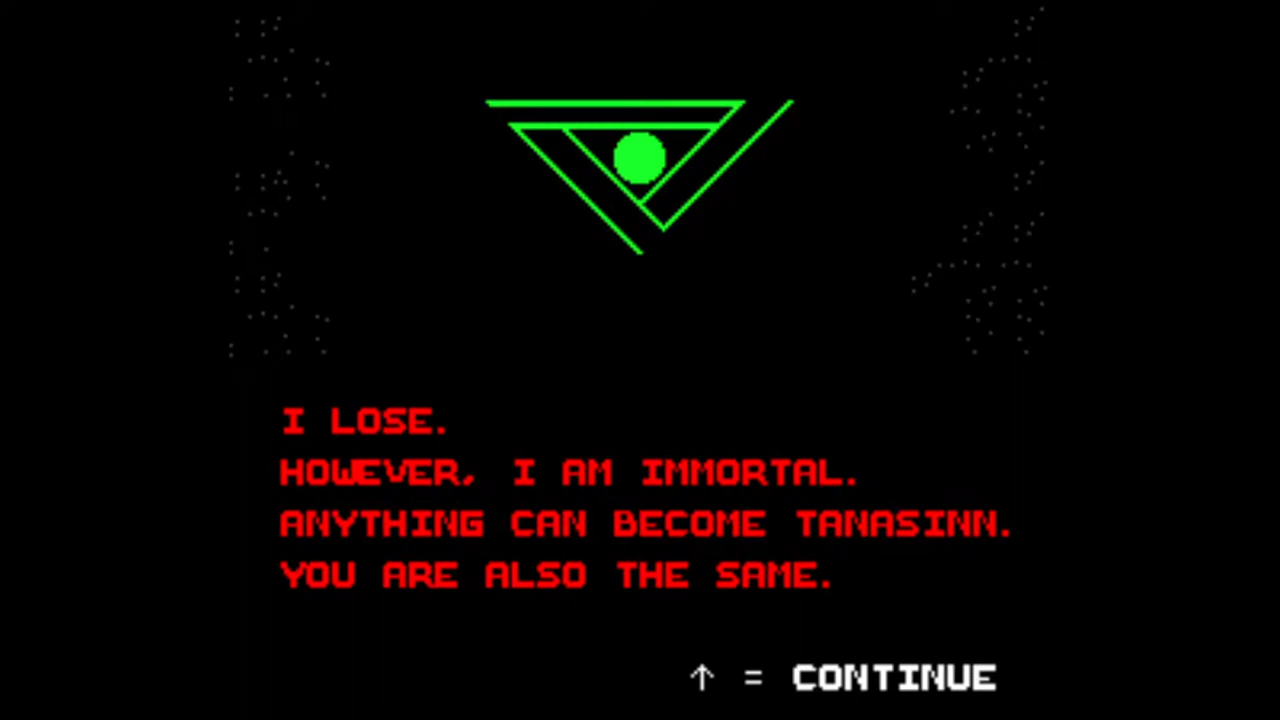 I LOSE.
HOWEVER, I AM IMMORTAL.
ANYTHING CAN BECOME TANASINN.
YOU ARE ALSO THE SAME.
↑ = CONTINUE